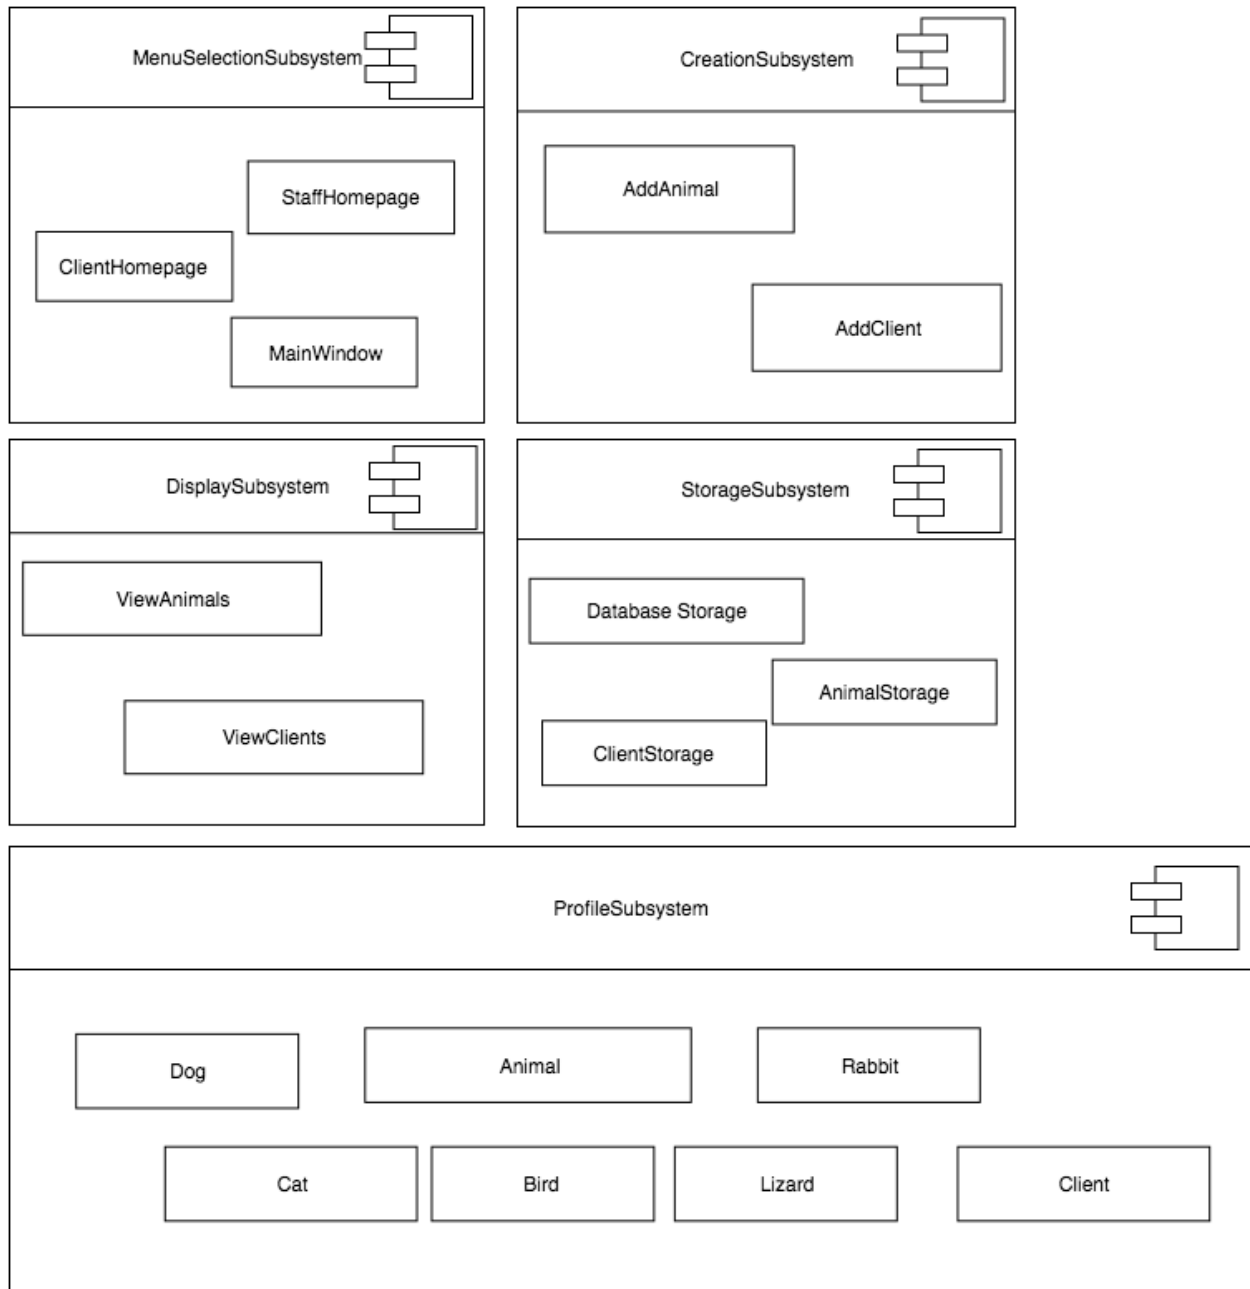 MenuSelectionSubsystem
StaffHomepage
ClientHomepage
MainWindow
CreationSubsystem
AddAnimal
AddClient
DisplaySubsystem
ViewAnimals
ViewClients
StorageSubsystem
Database Storage
AnimalStorage
ClientStorage
ProfileSubsystem
Dog
Animal
Rabbit
Cat
Bird
Lizard
Client